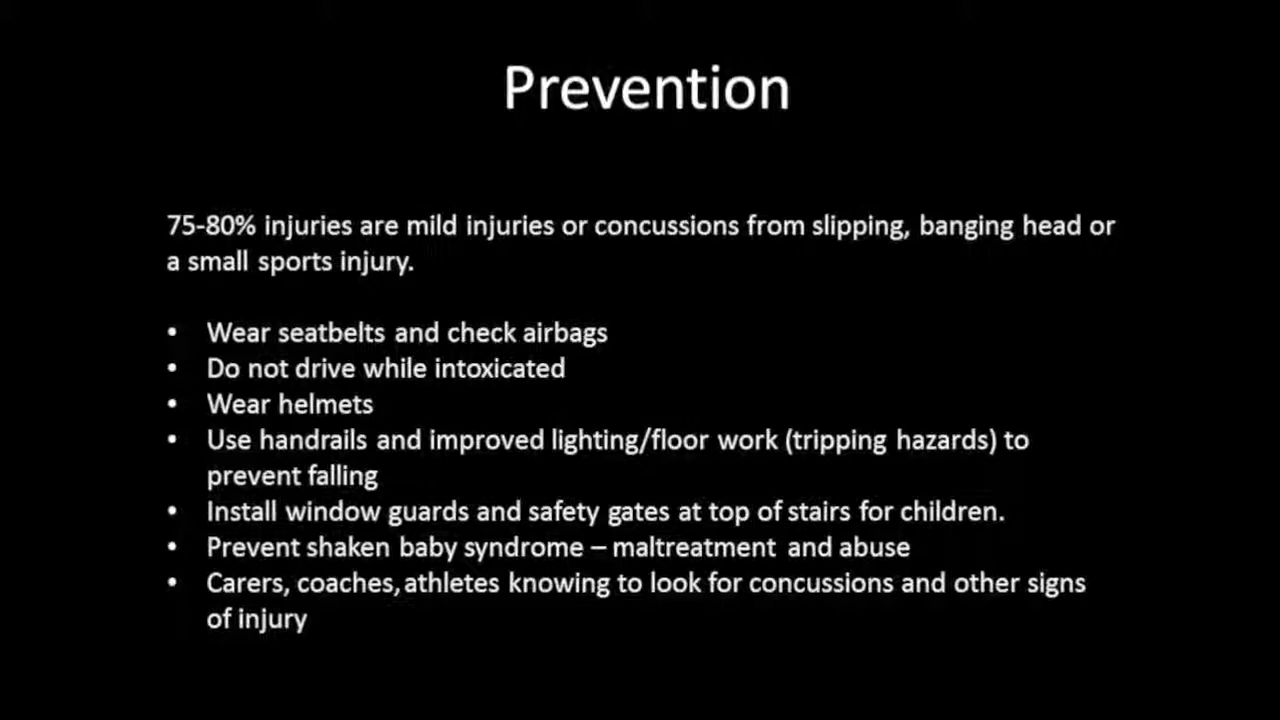 Prevention
75-80% injuries are mild injuries or concussions from slipping, banging head or
a small sports injury.
• Wear seatbelts and check airbags
• Do not drive while intoxicated
• Wear helmets
• Use handrails and improved lighting/floor work (tripping hazards) to
prevent falling
• Install window guards and safety gates at top of stairs for children.
• Prevent shaken baby syndrome – maltreatment and abuse
• Carers, coaches, athletes knowing to look for concussions and other signs
of injury